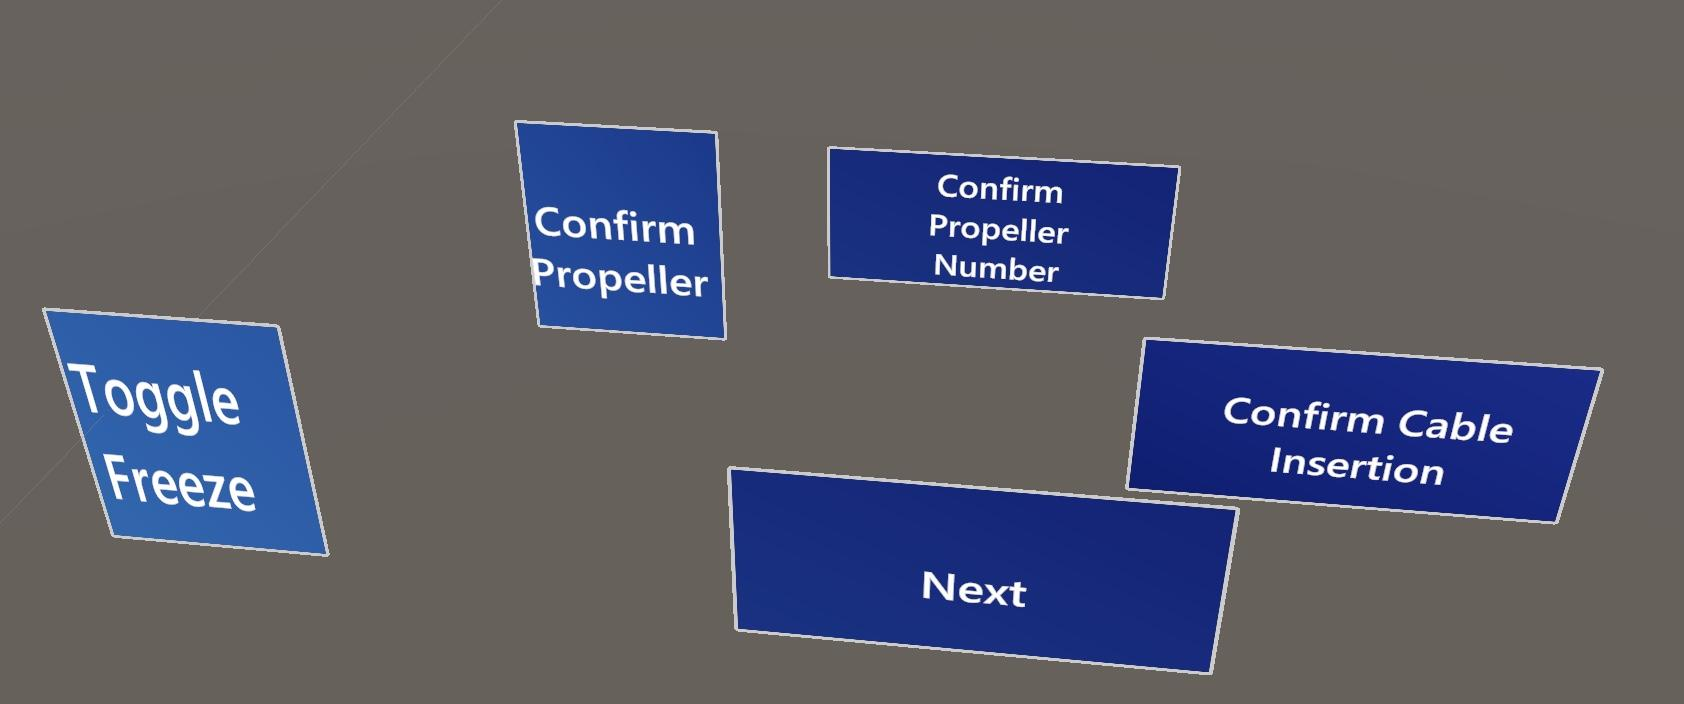 Confirm
Propeller
Confirm
Propeller
Number
Toggle
Freeze
Confirm Cable
Insertion
Next